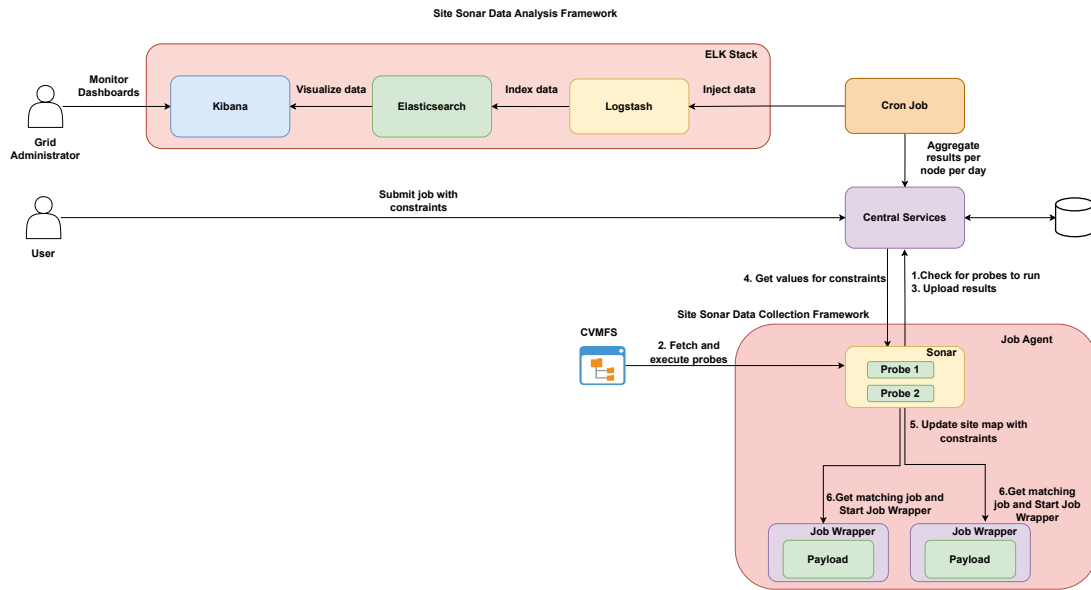 Site Sonar Data Analysis Framework
ELK Stack
Monitor
Dashboards
Kibana
Visualize data
Elasticsearch
Index data
Logstash
Inject data
Cron Job
Grid
Administrator
Aggregate
results per
node per day
Submit job with
constraints
Central Services
User
4. Get values for constraints
1.Check for probes to run
3. Upload results
Site Sonar Data Collection Framework
CVMFS
2. Fetch and
execute probes
Job Agent
Sonar
Probe 1
Probe 2
5. Update site map with
constraints
6.Get matching job and
Start Job Wrapper
6.Get matching
job and Start Job
Wrapper
Job Wrapper
Payload
Job Wrapper
Payload